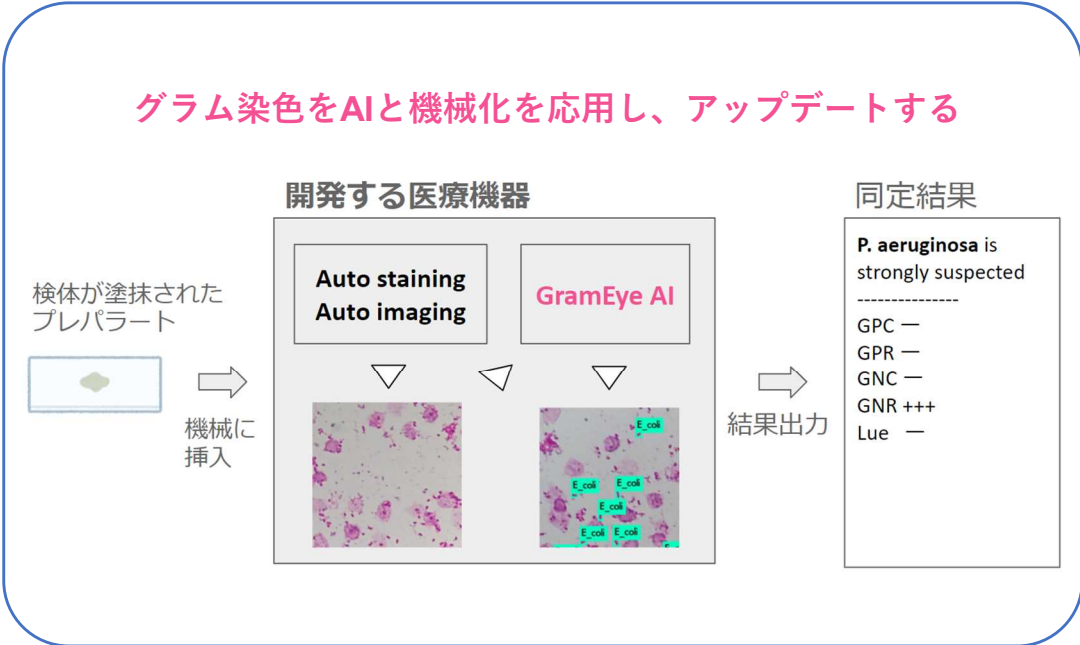 グラム染色をAIと機械化を応用し、アップデートする
開発する医療機器
同定結果
検体が塗抹された
プレパラート
機械に
挿入
Auto staining
Auto imaging
GramEye AI
E_coli
E_coli
E_coli
E_coli
E_coli
E_coli
結果出力
P. aeruginosa is
strongly suspected
---------------
GPC —
GPR —
GNC —
GNR +++
Lue —